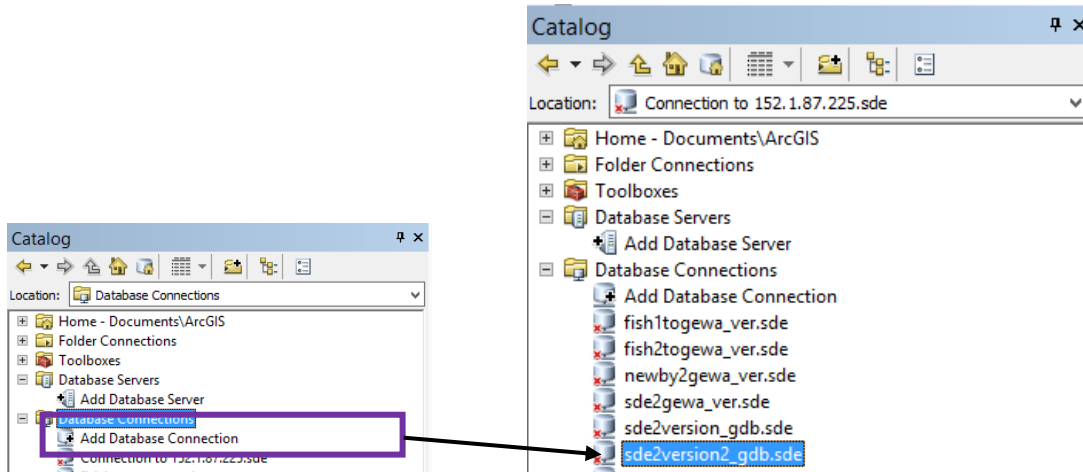 Catalog
Location: Connection to 152.1.87.225.sde
Home - Documents\ArcGIS
Folder Connections
Toolboxes
Database Servers
Add Database Server
Database Connections
Add Database Connection
fish1togewa_ver.sde
fish2togewa_ver.sde
newby2gewa_ver.sde
sde2gewa_ver.sde
sde2version_gdb.sde
sde2version2_gdb.sde
Catalog
Location: Database Connections
Home - Documents\ArcGIS
Folder Connections
Toolboxes
Database Servers
Add Database Server
Database Connections
Add Database Connection
Connection to 152.1.87.225.sde